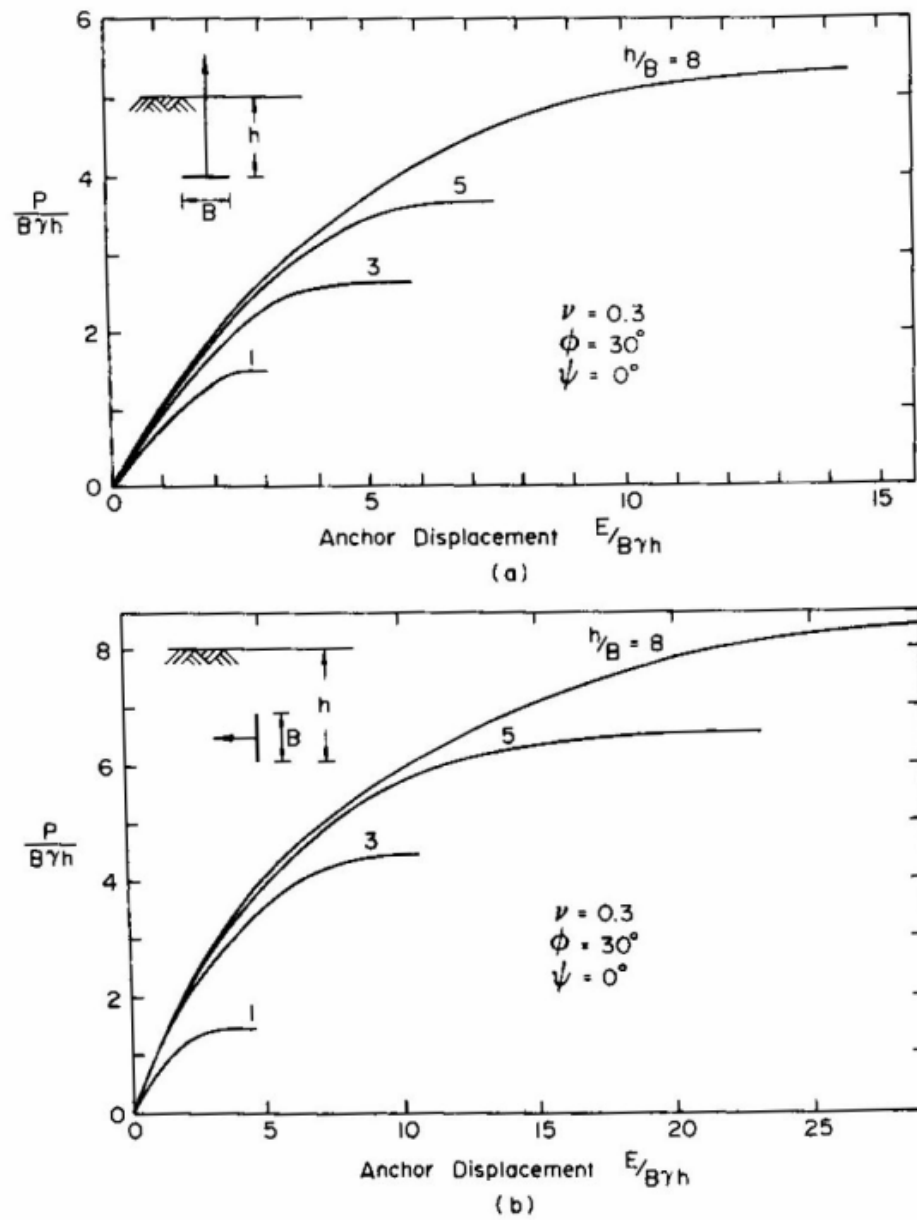 6
4
2
0
P
Bγh
h/B = 8
5
3
1
h
B
ν = 0.3
ϕ = 30°
ψ = 0°
0 5 10 15
Anchor Displacement E/Bγh
(a)
8
6
4
2
0
P
Bγh
h/B = 8
5
3
1
h
B
ν = 0.3
ϕ = 30°
ψ = 0°
0 5 10 15 20 25
Anchor Displacement E/Bγh
(b)